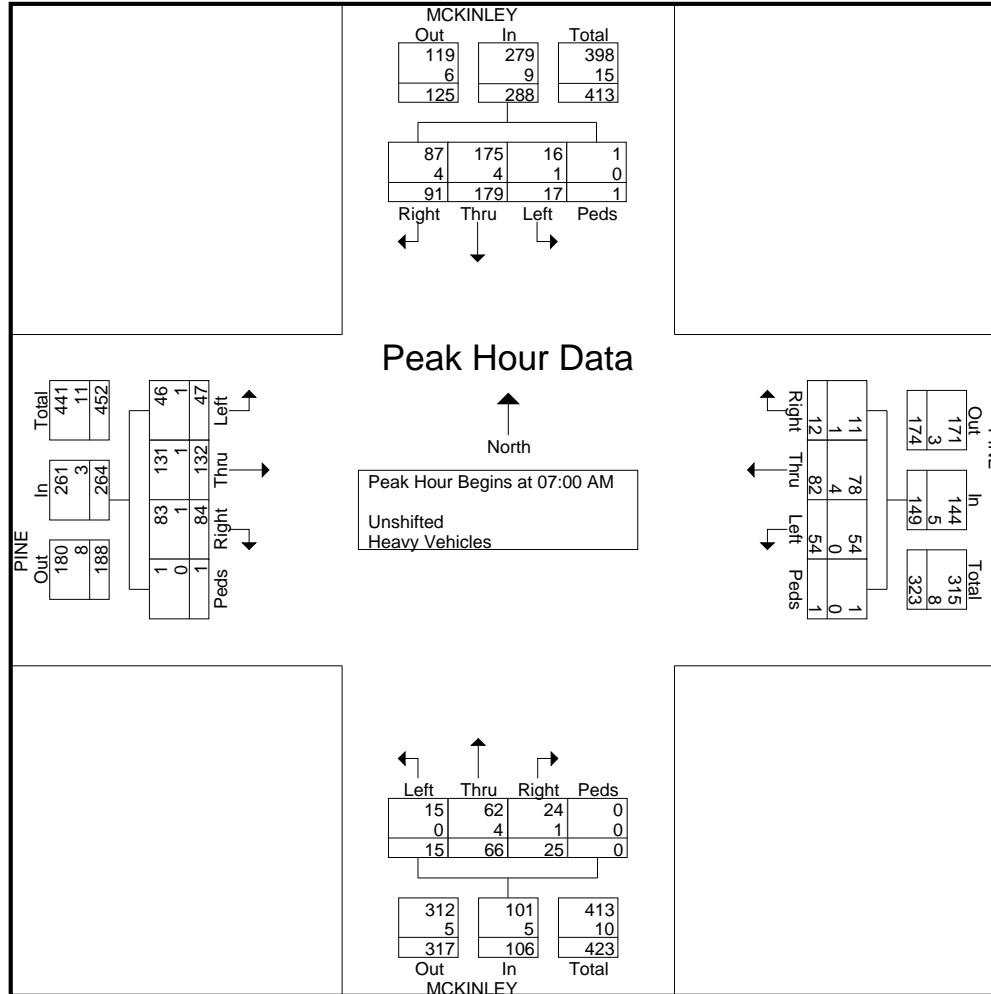 MCKINLEY
Out In Total
119 279 398
6 9 15
125 288 413
87 175 16 1
4 4 1 0
91 179 17 1
Right Thru Left Peds
Peak Hour Data
North
Peak Hour Begins at 07:00 AM
Unshifted
Heavy Vehicles
PINE
Total In Out
441 261 180
11 3 8
452 264 188
46 131 83 1
1 1 1 0
47 132 84 1
Left Thru Right Peds
Right Thru Left Peds
12 82 54 1
1 4 0 0
11 78 54 1
174 149 323
3 5 8
171 144 315
Out In Total
PINE
Left Thru Right Peds
15 62 24 0
0 4 1 0
15 66 25 0
312 101 413
5 5 10
317 106 423
Out In Total
MCKINLEY